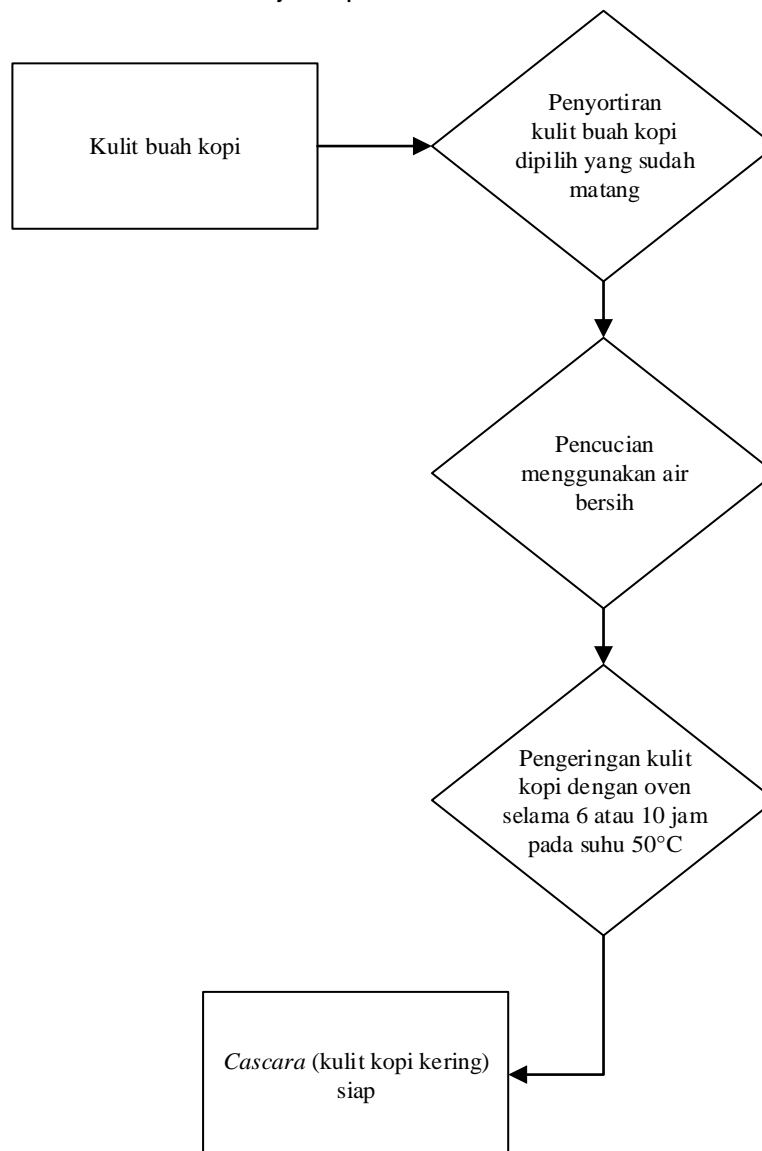 Kulit buah kopi
Penyortiran
kulit buah kopi
dipilih yang sudah
matang
Pencucian
menggunakan air
bersih
Pengeringan kulit
kopi dengan oven
selama 6 atau 10 jam
pada suhu 50°C
Cascara (kulit kopi kering)
siap